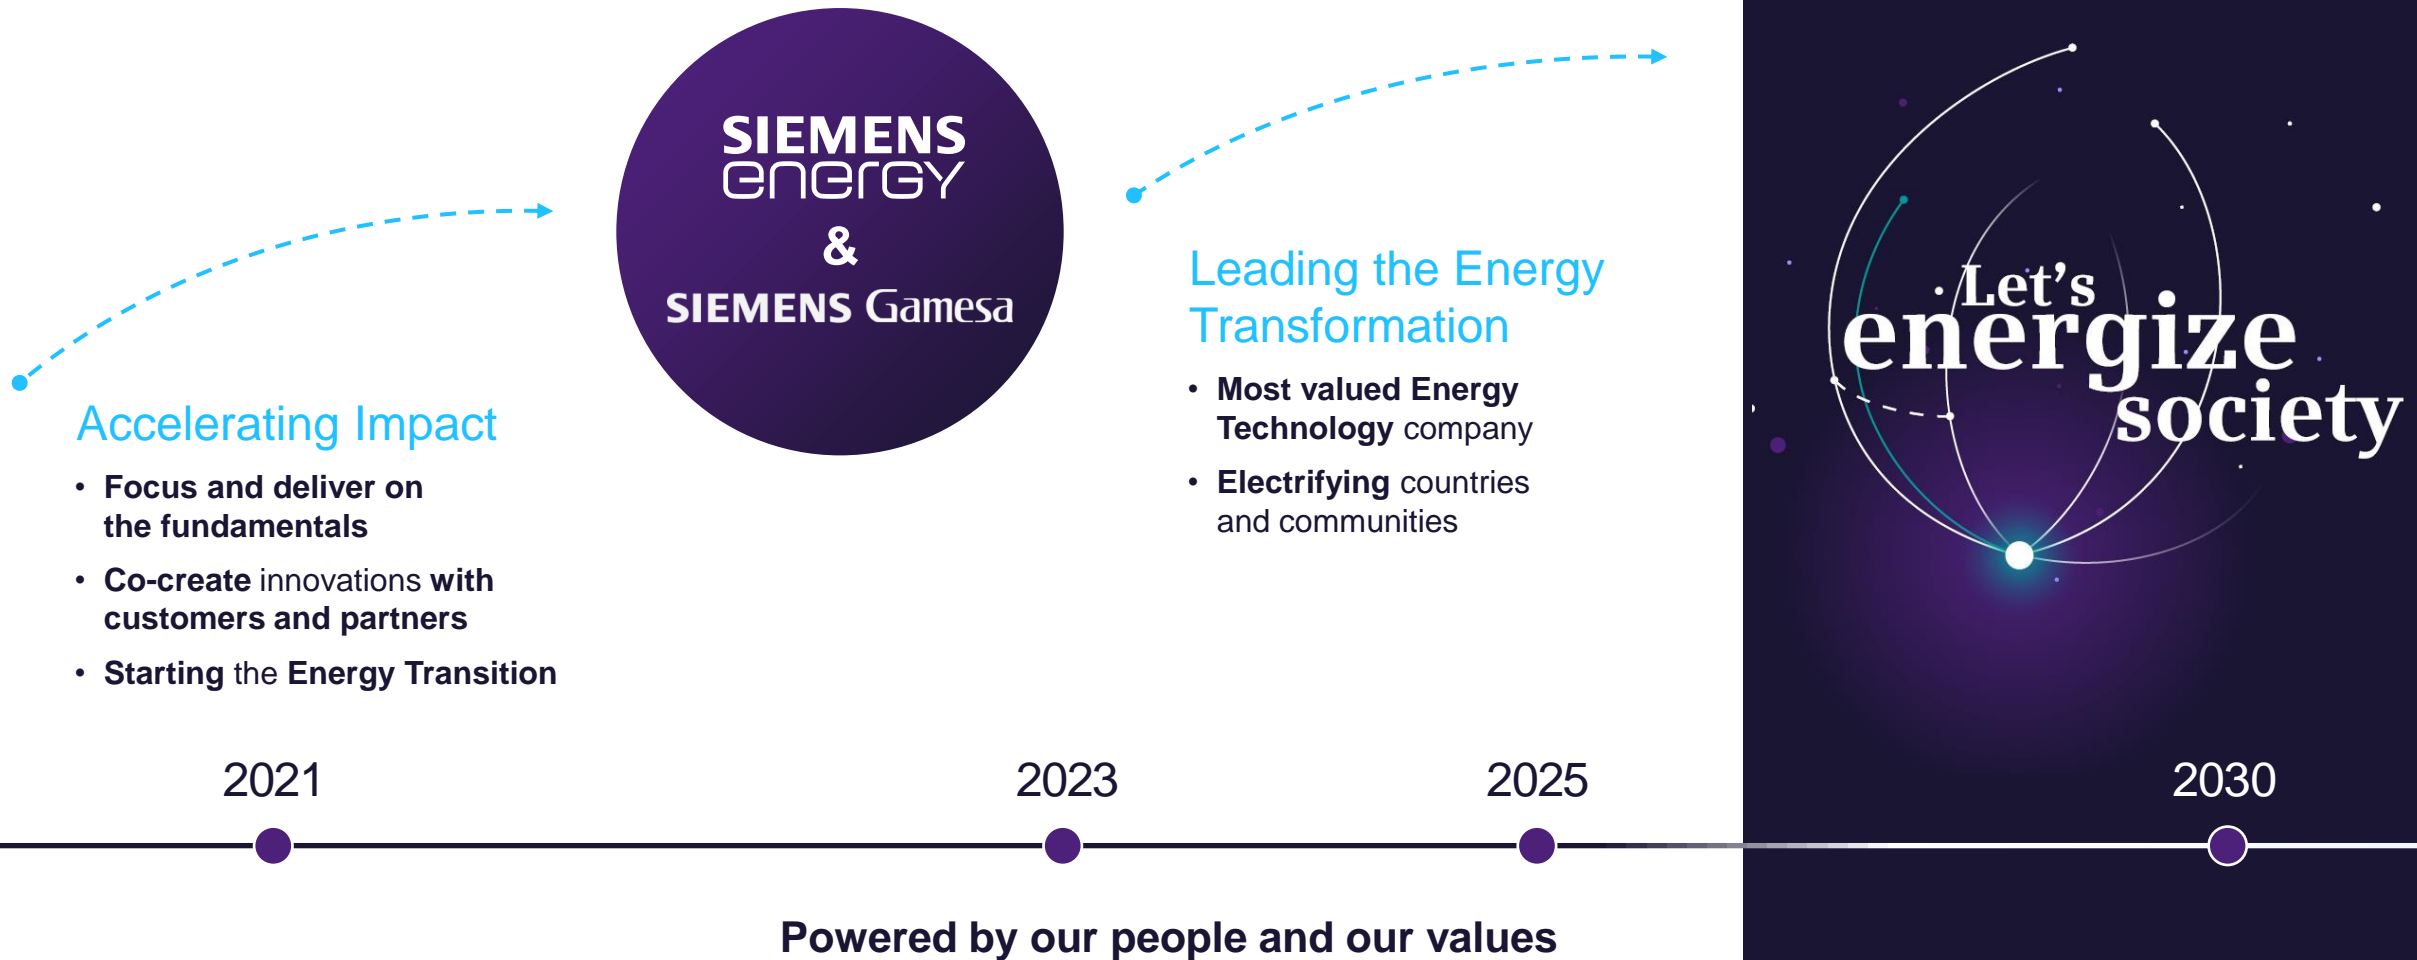 SIEMENS
energy
&
SIEMENS Gamesa
Accelerating Impact
• Focus and deliver on
the fundamentals
• Co-create innovations with
customers and partners
• Starting the Energy Transition
Leading the Energy
Transformation
• Most valued Energy
Technology company
• Electrifying countries
and communities
Let's
energize
society
2021
2023
2025
2030
Powered by our people and our values